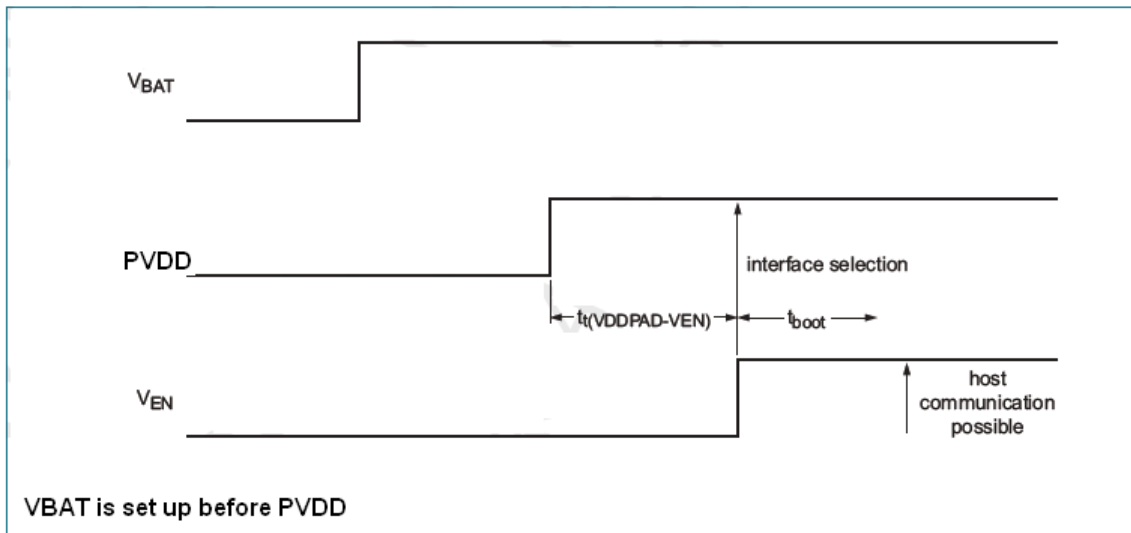 VBAT
PVDD
interface selection
tt(VDDPAD-VEN)
tboot
VEN
host
communication
possible
VBAT is set up before PVDD